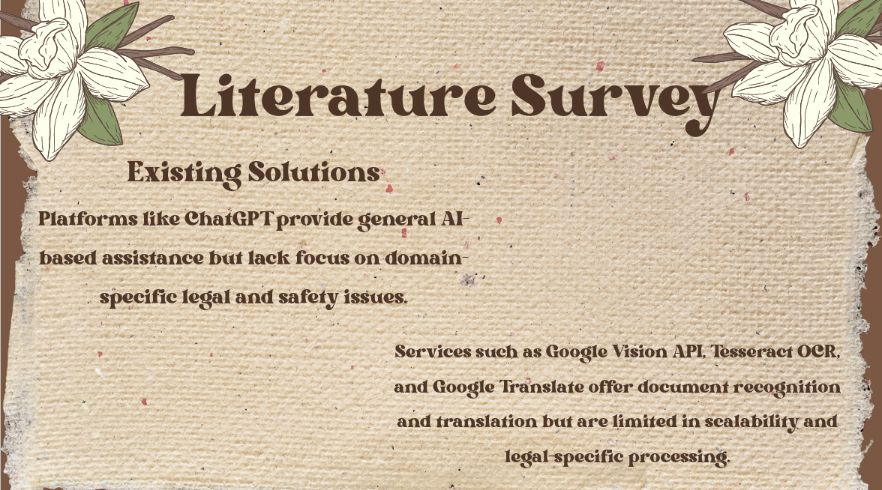 Literature Survey
Existing Solutions
Platforms like ChatGPT provide general AI-
based assistance but lack focus on domain-
specific legal and safety issues.
Services such as Google Vision API, Tesseract OCR,
and Google Translate offer document recognition
and translation but are limited in scalability and
legal-specific processing.